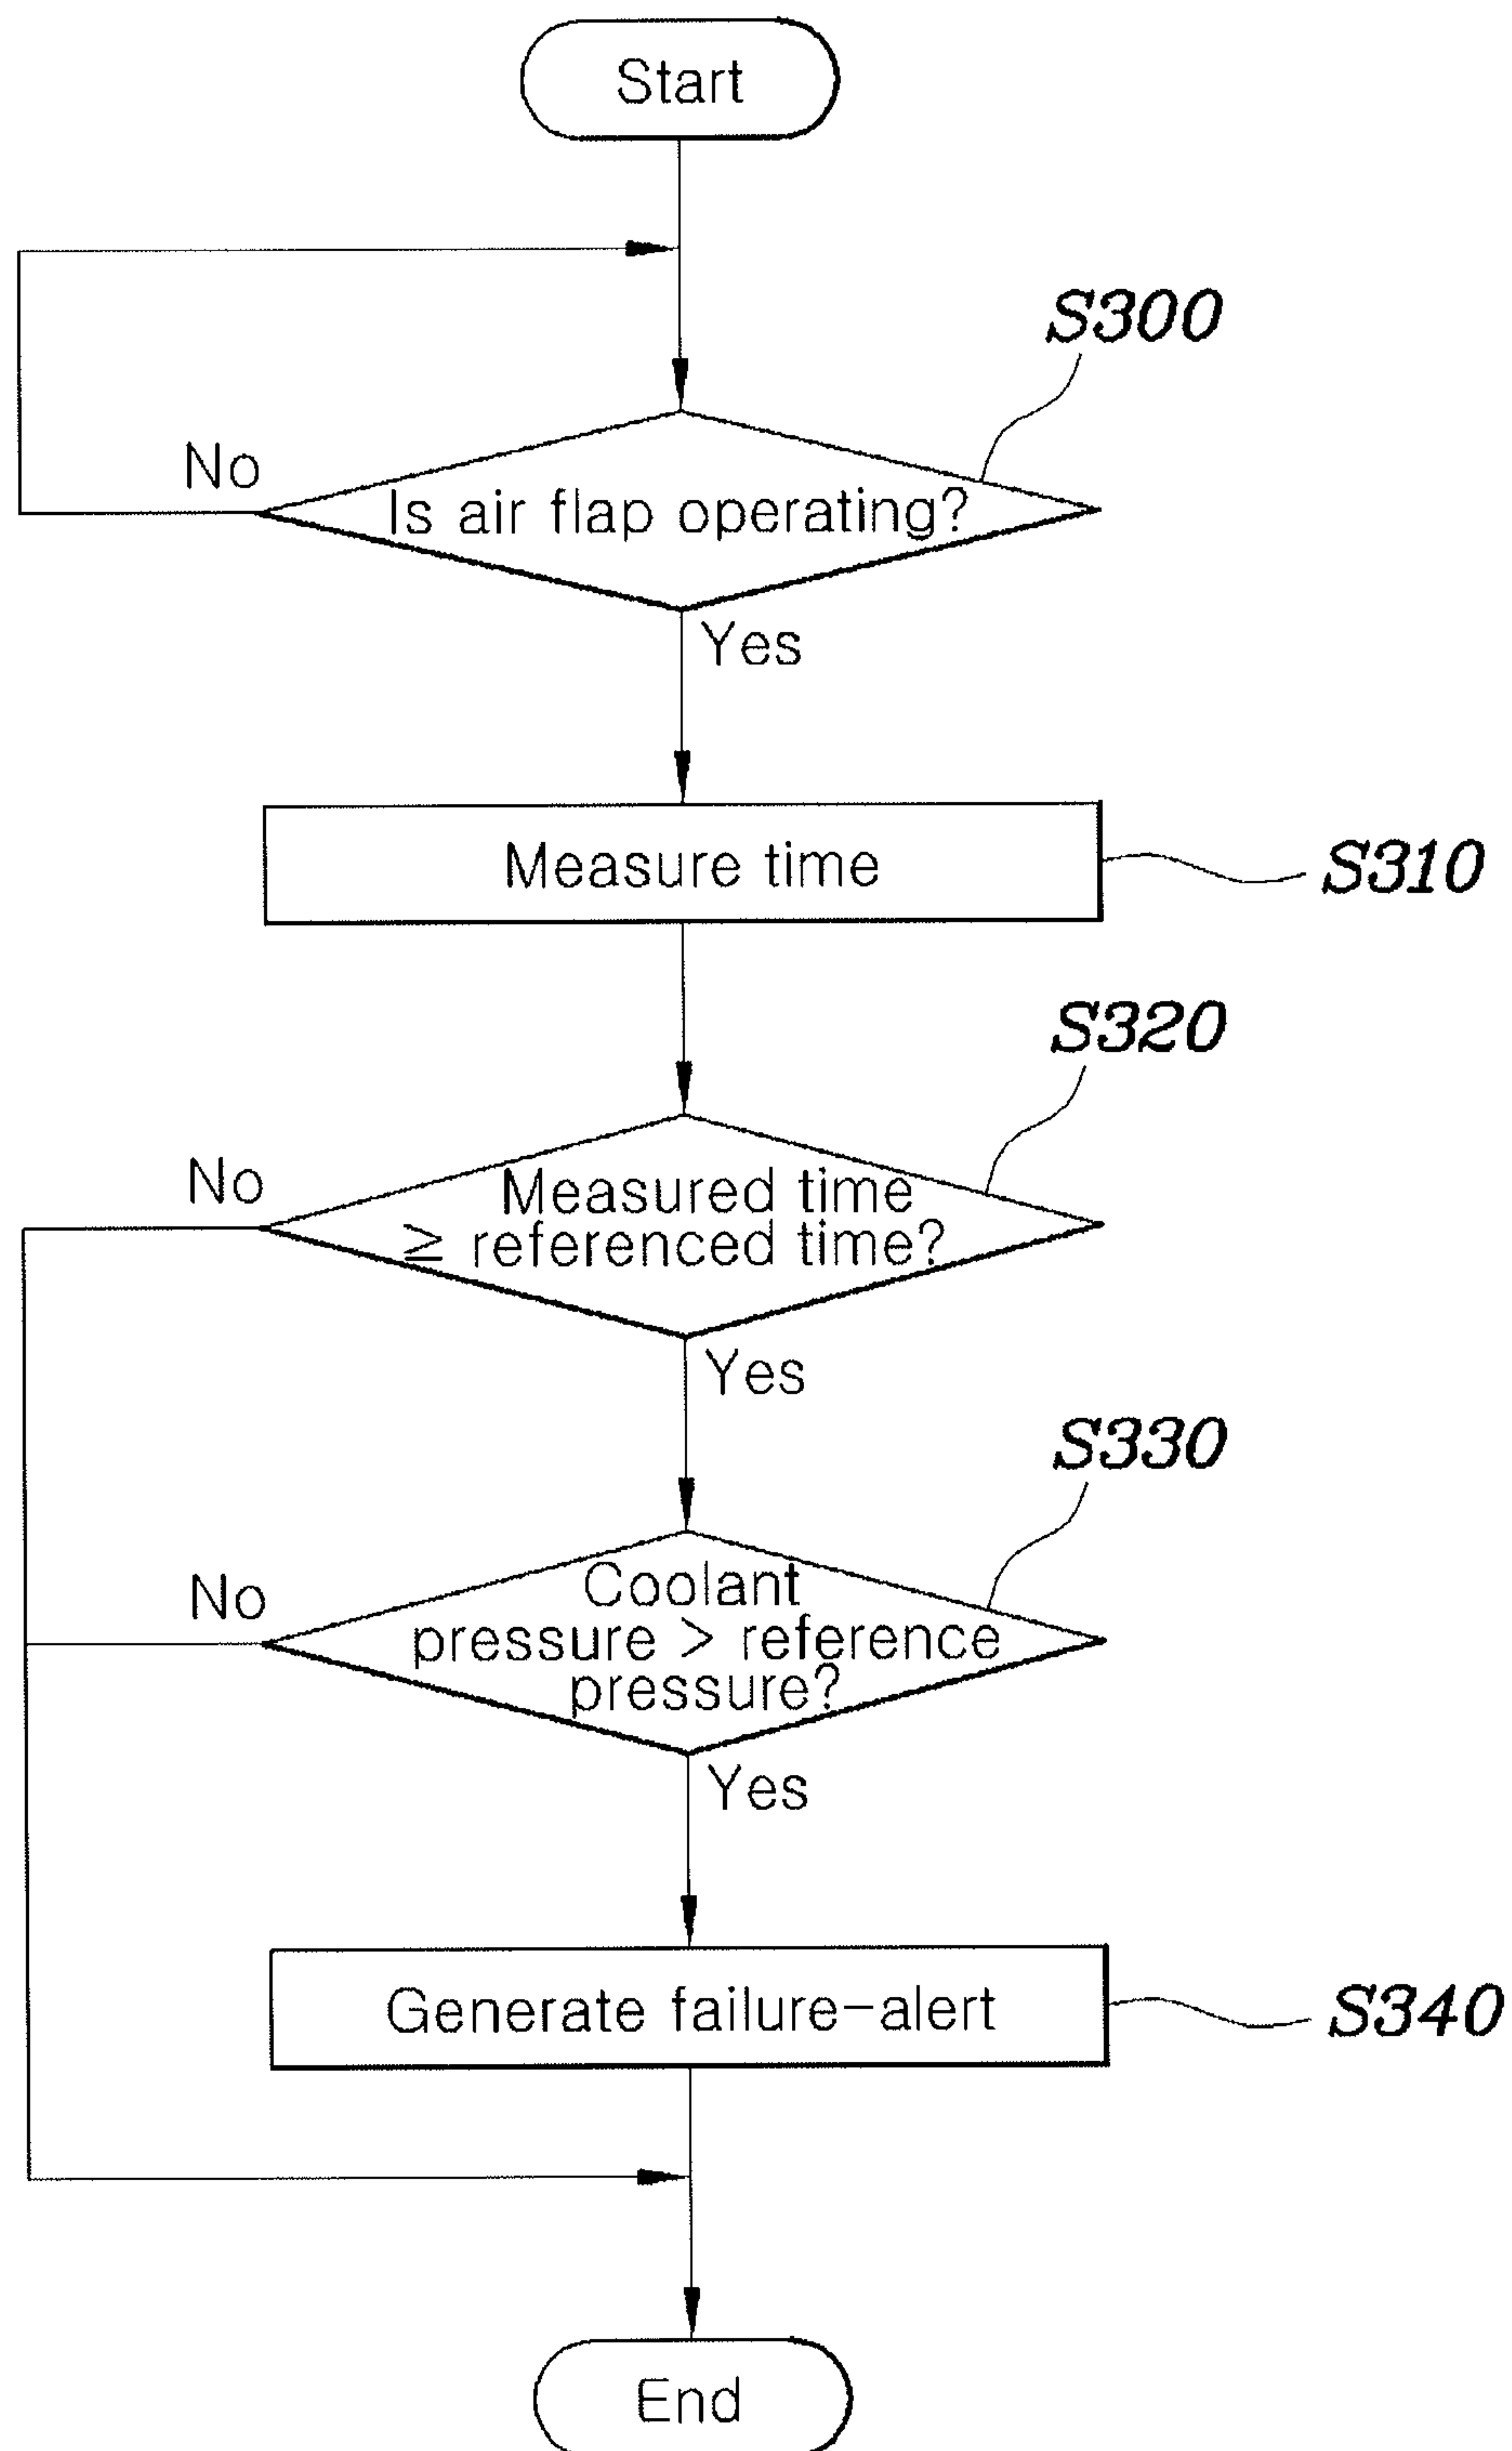 Start
S300
No
Is air flap operating?
Yes
Measure time
S310
S320
No
Measured time
≥ referenced time?
Yes
S330
No
Coolant
pressure > reference
pressure?
Yes
Generate failure-alert
S340
End